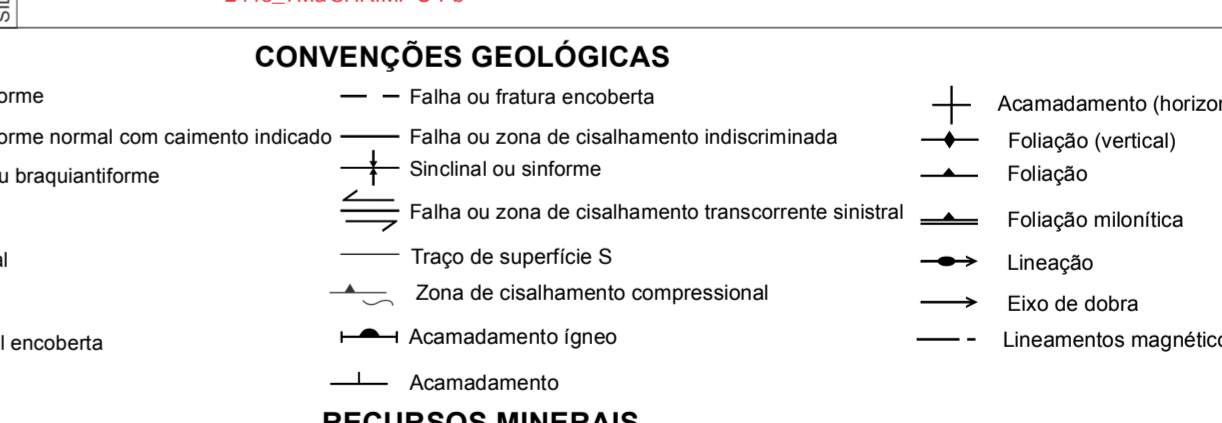 CONVENÇÕES GEOLÓGICAS
orme
orme normal com caimento indicado
u braquiantiforme
l encoberta
Falha ou fratura encoberta
Falha ou zona de cisalhamento indiscriminada
Sinclinal ou sinforme
Falha ou zona de cisalhamento transcorrente sinistral
Traço de superfície S
Zona de cisalhamento compressional
Acamadamento ígneo
Acamadamento
Acamadamento (horizon
Foliação (vertical)
Foliação
Foliação milonítica
Lineação
Eixo de dobra
Lineamentos magnético
RECURSOS MINERAIS